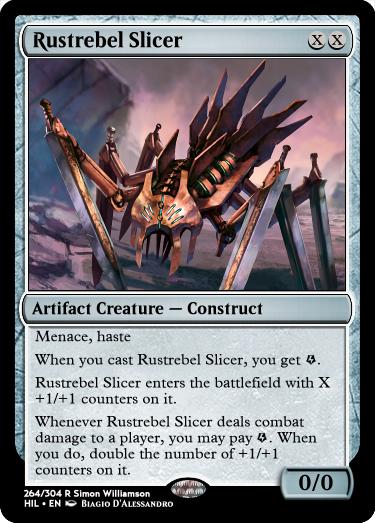 Rustrebel Slicer XX
Artifact Creature — Construct
Menace, haste
When you cast Rustrebel Slicer, you get .
Rustrebel Slicer enters the battlefield with X
+1/+1 counters on it.
Whenever Rustrebel Slicer deals combat
damage to a player, you may pay . When
you do, double the number of +1/+1
counters on it.
0/0
264/304 R Simon Williamson
HIL • EN Biagio D'Alessandro